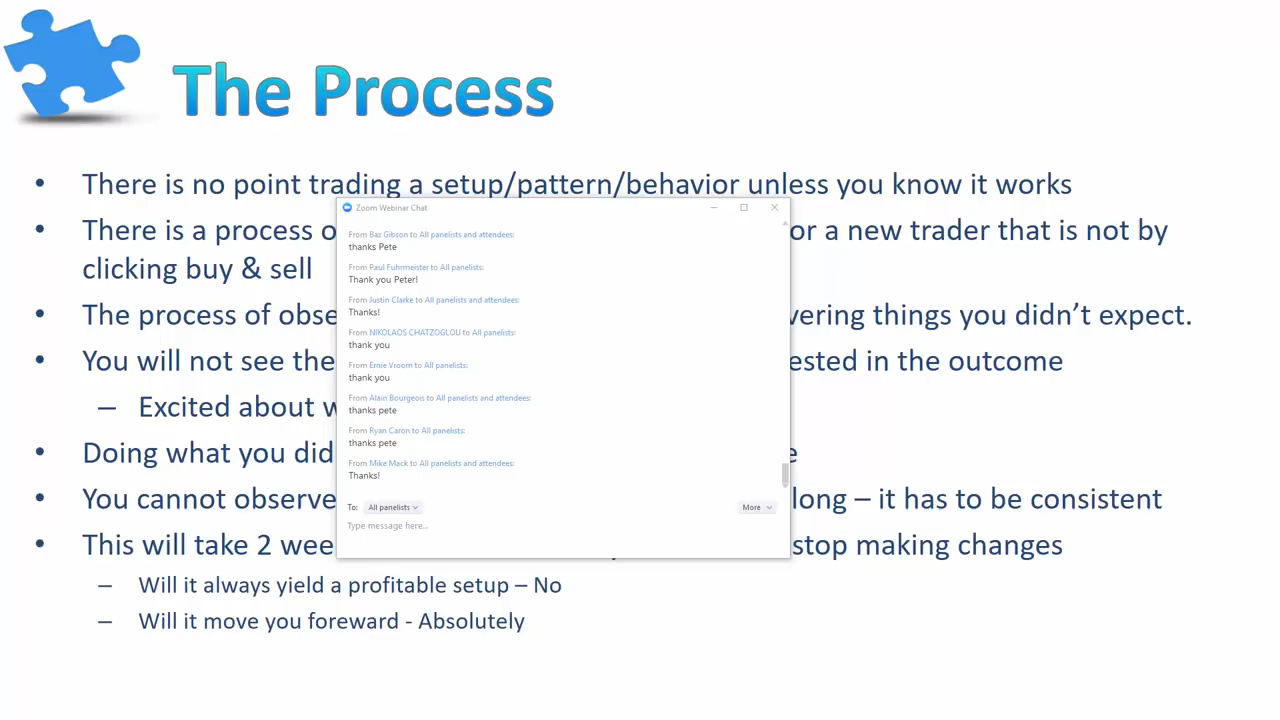 The Process
• There is no point trading a setup/pattern/behavior unless you know it works
• There is a process o
or a new trader that is not by
clicking buy & sell
• The process of obse
vering things you didn't expect.
• You will not see the
ested in the outcome
– Excited about w
• Doing what you did
e
• You cannot observe
long – it has to be consistent
• This will take 2 wee
stop making changes
– Will it always yield a profitable setup – No
– Will it move you foreward - Absolutely
Zoom Webinar Chat
From Baz Gibson to All panelists and attendees:
thanks Pete
From Paul Fuhrmeister to All panelists:
Thank you Peter!
From Justin Clarke to All panelists and attendees:
Thanks!
From NIKOLAOS CHATZOGLOU to All panelists:
thank you
From Ernie Vroom to All panelists:
thank you
From Alain Bourgeois to All panelists and attendees:
thanks pete
From Ryan Caron to All panelists:
thanks pete
From Mike Mack to All panelists and attendees:
Thanks!
To: All panelists
More
Type message here...